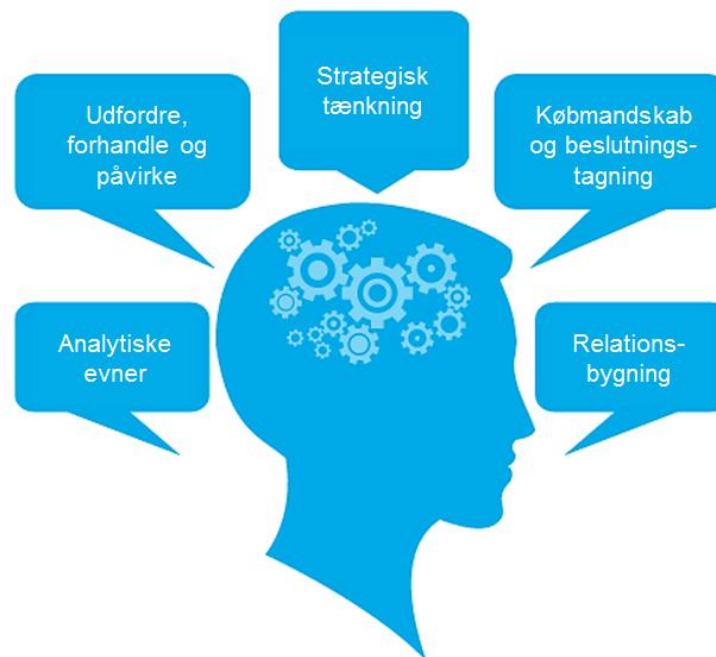 Strategisk
tænkning
Udfordre,
forhandle og
påvirke
Købmandskab
og beslutnings-
tagning
Analytiske
evner
Relations-
bygning